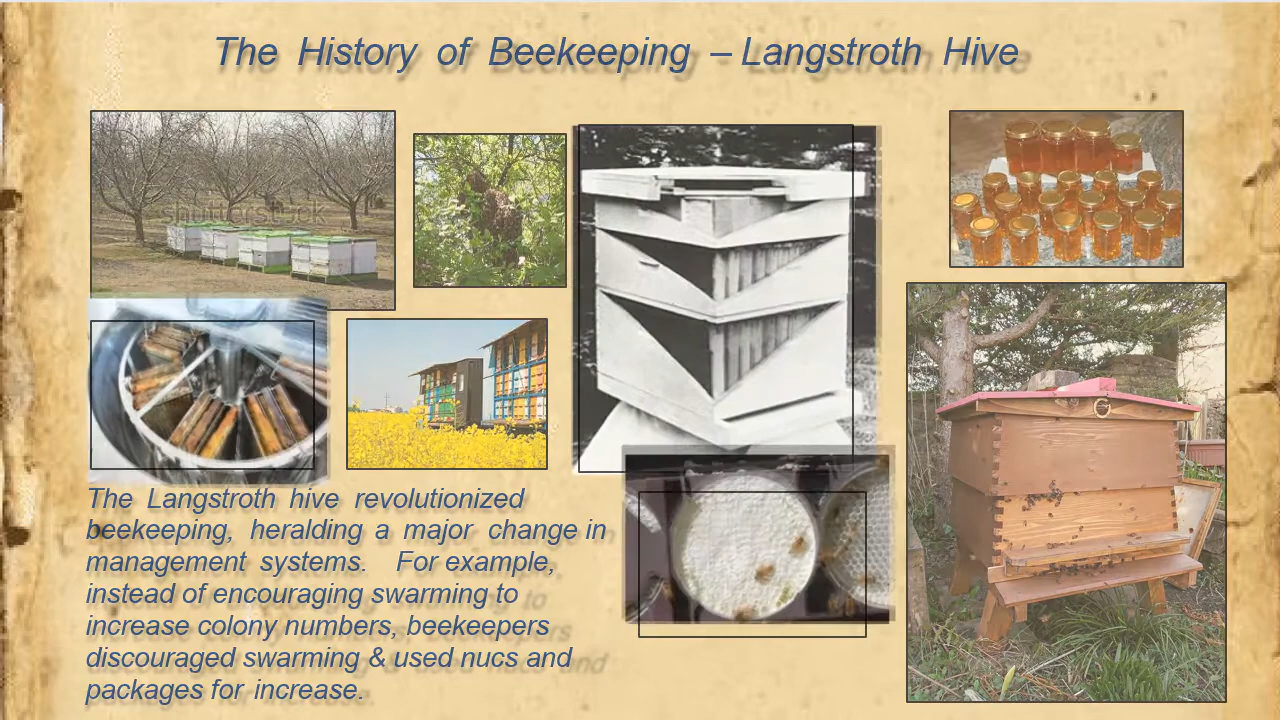 The History of Beekeeping – Langstroth Hive
shutterstock
The Langstroth hive revolutionized
beekeeping, heralding a major change in
management systems. For example,
instead of encouraging swarming to
increase colony numbers, beekeepers
discouraged swarming & used nucs and
packages for increase.